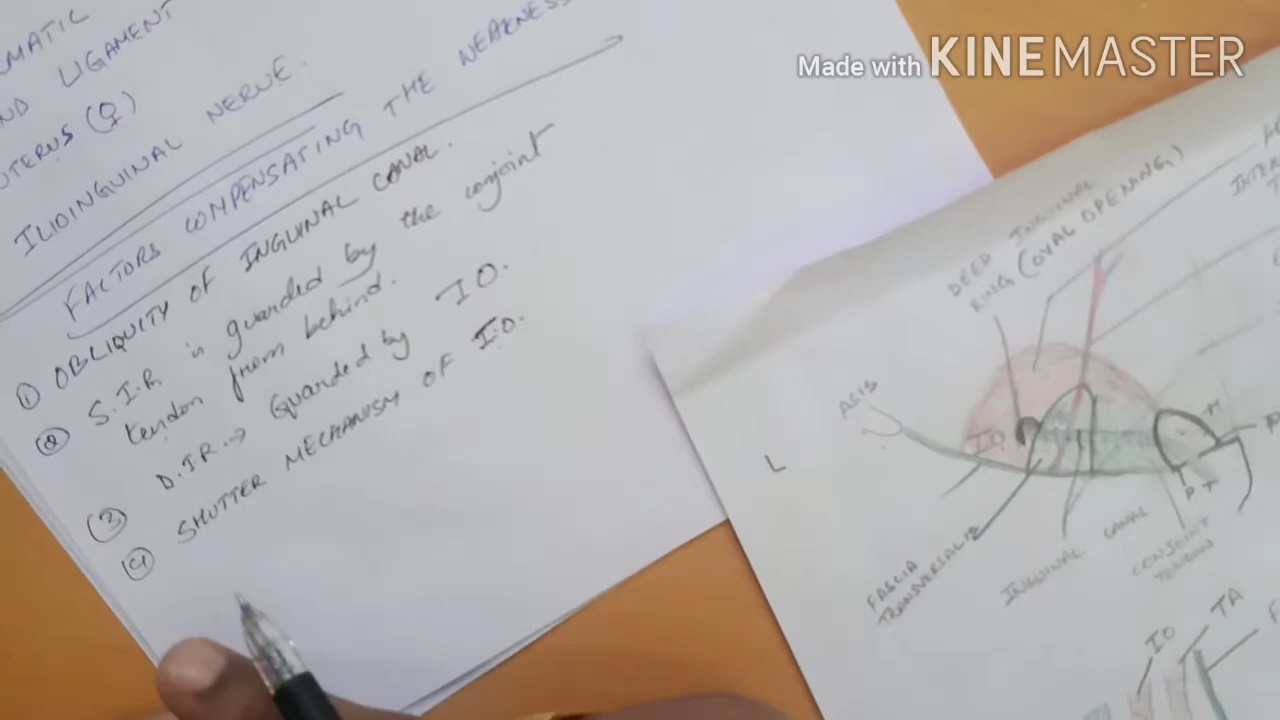 Made with KINEMASTER
LIGAMENT
UTERUS (♀)
ILIOINGUINAL NERVE.
FACTORS COMPENSATING THE WEAKNESS
① OBLIQUITY OF INGUINAL CANAL.
② S.I.R is guarded by the conjoint
tendon from behind.
③ D.I.R → Guarded by IO.
④ SHUTTER MECHANISM OF I.O.
DEEP INGUINAL
RING (OVAL OPENING)
ASIS
IO
L
PT
FASCIA
TRANSVERSALIS
INGUINAL CANAL
CONJOINT
TENDON
IO
TA